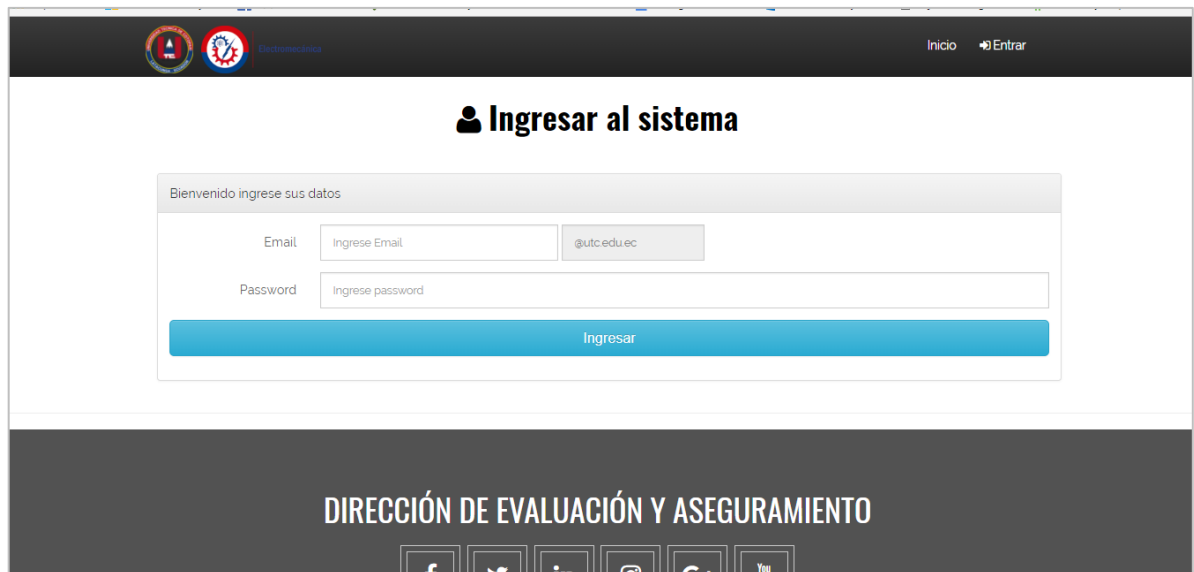 Electromecánica
Inicio Entrar
Ingresar al sistema
Bienvenido ingrese sus datos
Email Ingrese Email @utc.edu.ec
Password Ingrese password
Ingresar
DIRECCIÓN DE EVALUACIÓN Y ASEGURAMIENTO
You